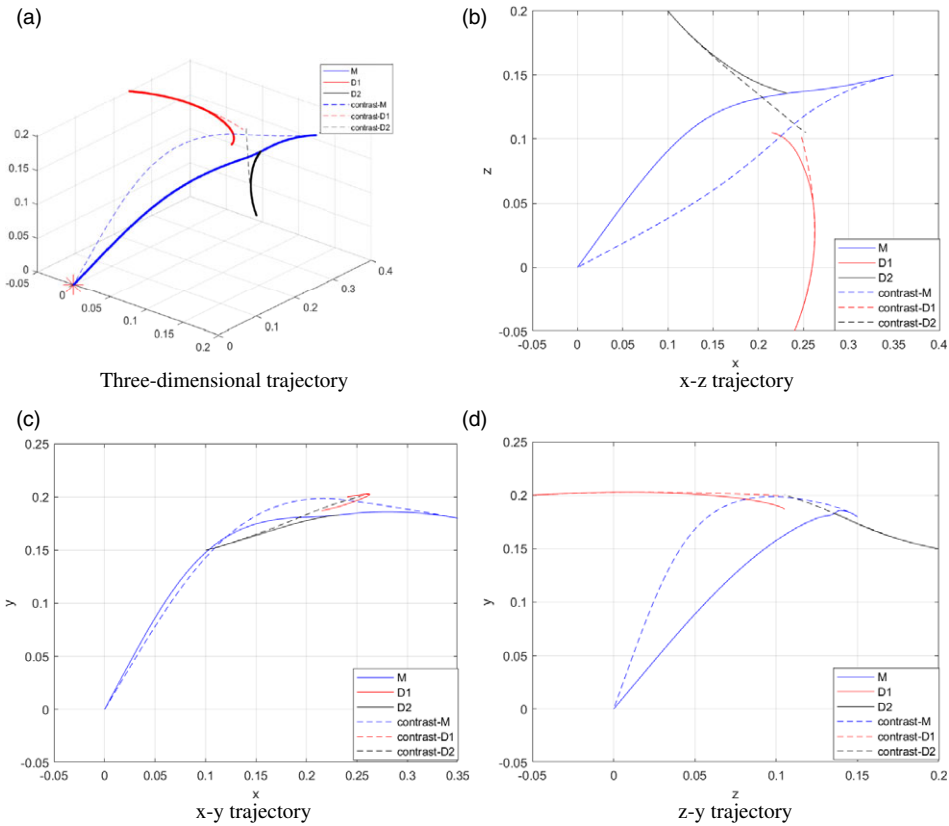 (a)
M
D1
D2
contrast-M
contrast-D1
contrast-D2
0.2
0.15
0.1
0.05
0
-0.05
0
0.05
0.1
0.15
0.2
0
0.1
0.2
0.3
0.4
Three-dimensional trajectory
(b)
0.2
0.15
0.1
0.05
0
-0.05
z
-0.05
0
0.05
0.1
0.15
0.2
0.25
0.3
0.35
0.4
x
M
D1
D2
contrast-M
contrast-D1
contrast-D2
x-z trajectory
(c)
0.25
0.2
0.15
0.1
0.05
0
-0.05
y
-0.05
0
0.05
0.1
0.15
0.2
0.25
0.3
0.35
x
M
D1
D2
contrast-M
contrast-D1
contrast-D2
x-y trajectory
(d)
0.25
0.2
0.15
0.1
0.05
0
-0.05
y
-0.05
0
0.05
0.1
0.15
0.2
z
M
D1
D2
contrast-M
contrast-D1
contrast-D2
z-y trajectory